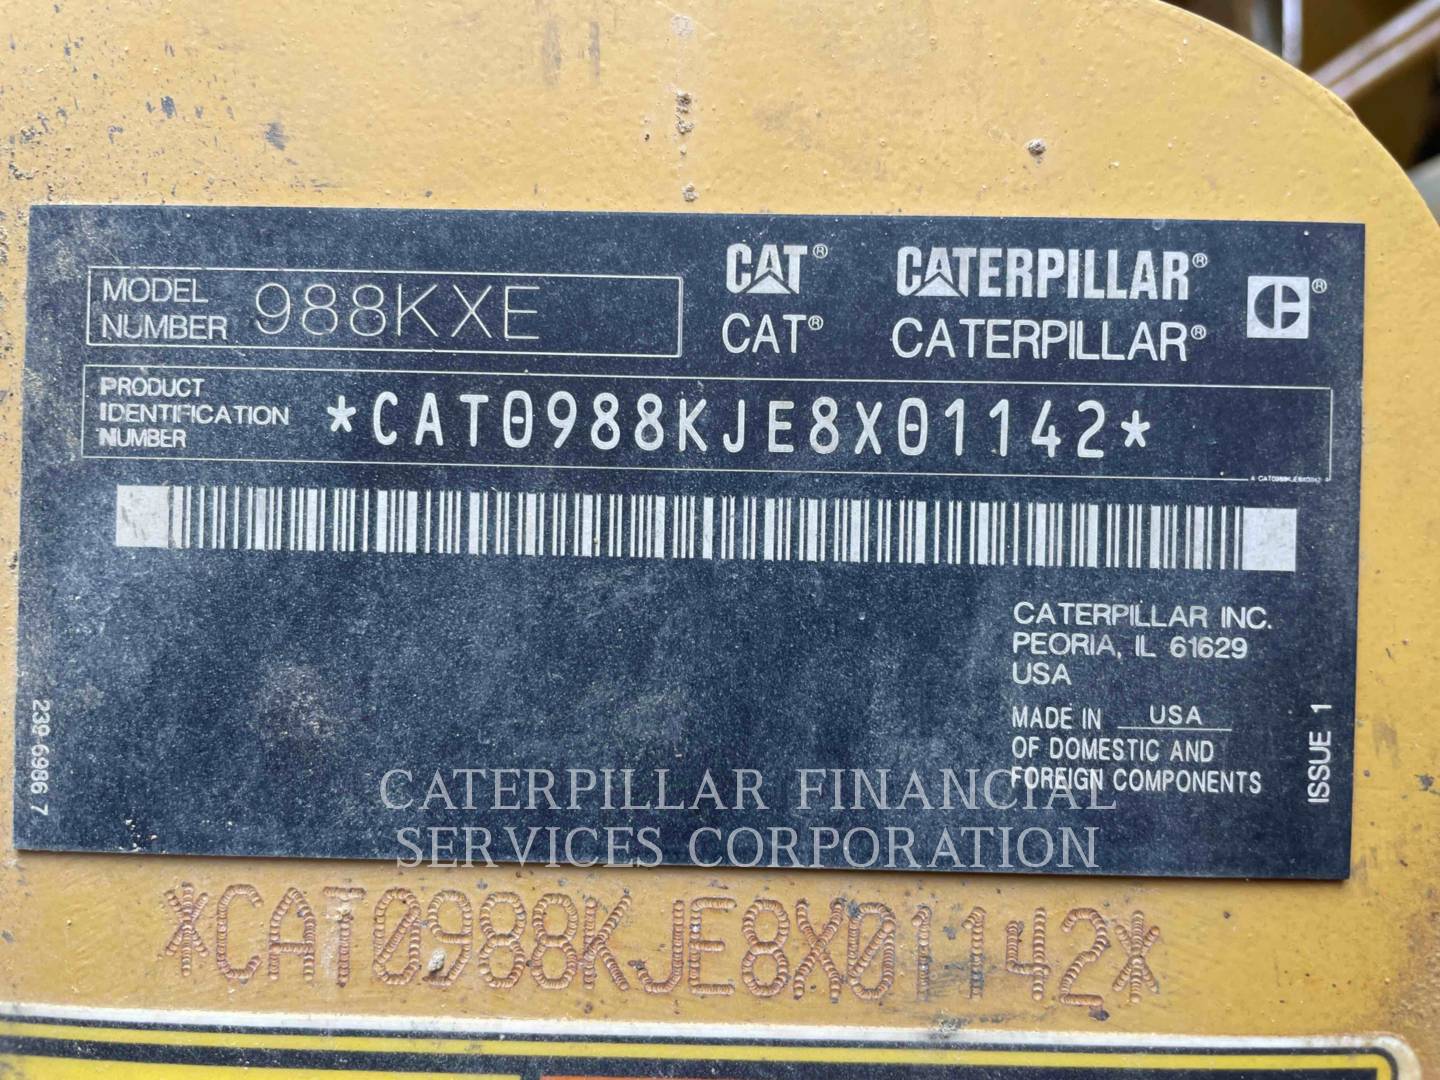 CAT® CATERPILLAR® ®
MODEL
NUMBER 988KXE
CAT® CATERPILLAR®
PRODUCT
IDENTIFICATION
NUMBER
*CAT0988KJE8X01142*
CATERPILLAR INC.
PEORIA, IL 61629
USA
MADE IN USA
OF DOMESTIC AND
FOREIGN COMPONENTS
239-6986 7
ISSUE 1
CATERPILLAR FINANCIAL
SERVICES CORPORATION
*CAT0988KJE8X01142*